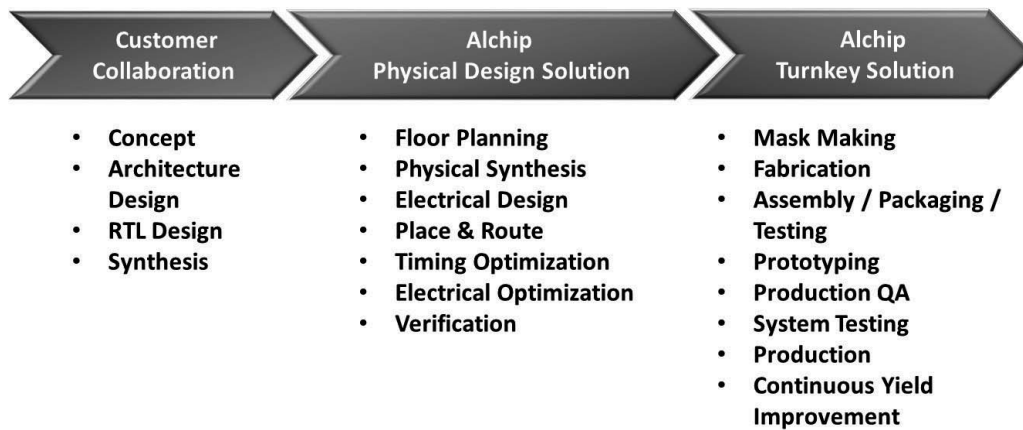 Customer
Collaboration
Alchip
Physical Design Solution
Alchip
Turnkey Solution
• Concept
• Architecture
Design
• RTL Design
• Synthesis
• Floor Planning
• Physical Synthesis
• Electrical Design
• Place & Route
• Timing Optimization
• Electrical Optimization
• Verification
• Mask Making
• Fabrication
• Assembly / Packaging /
Testing
• Prototyping
• Production QA
• System Testing
• Production
• Continuous Yield
Improvement